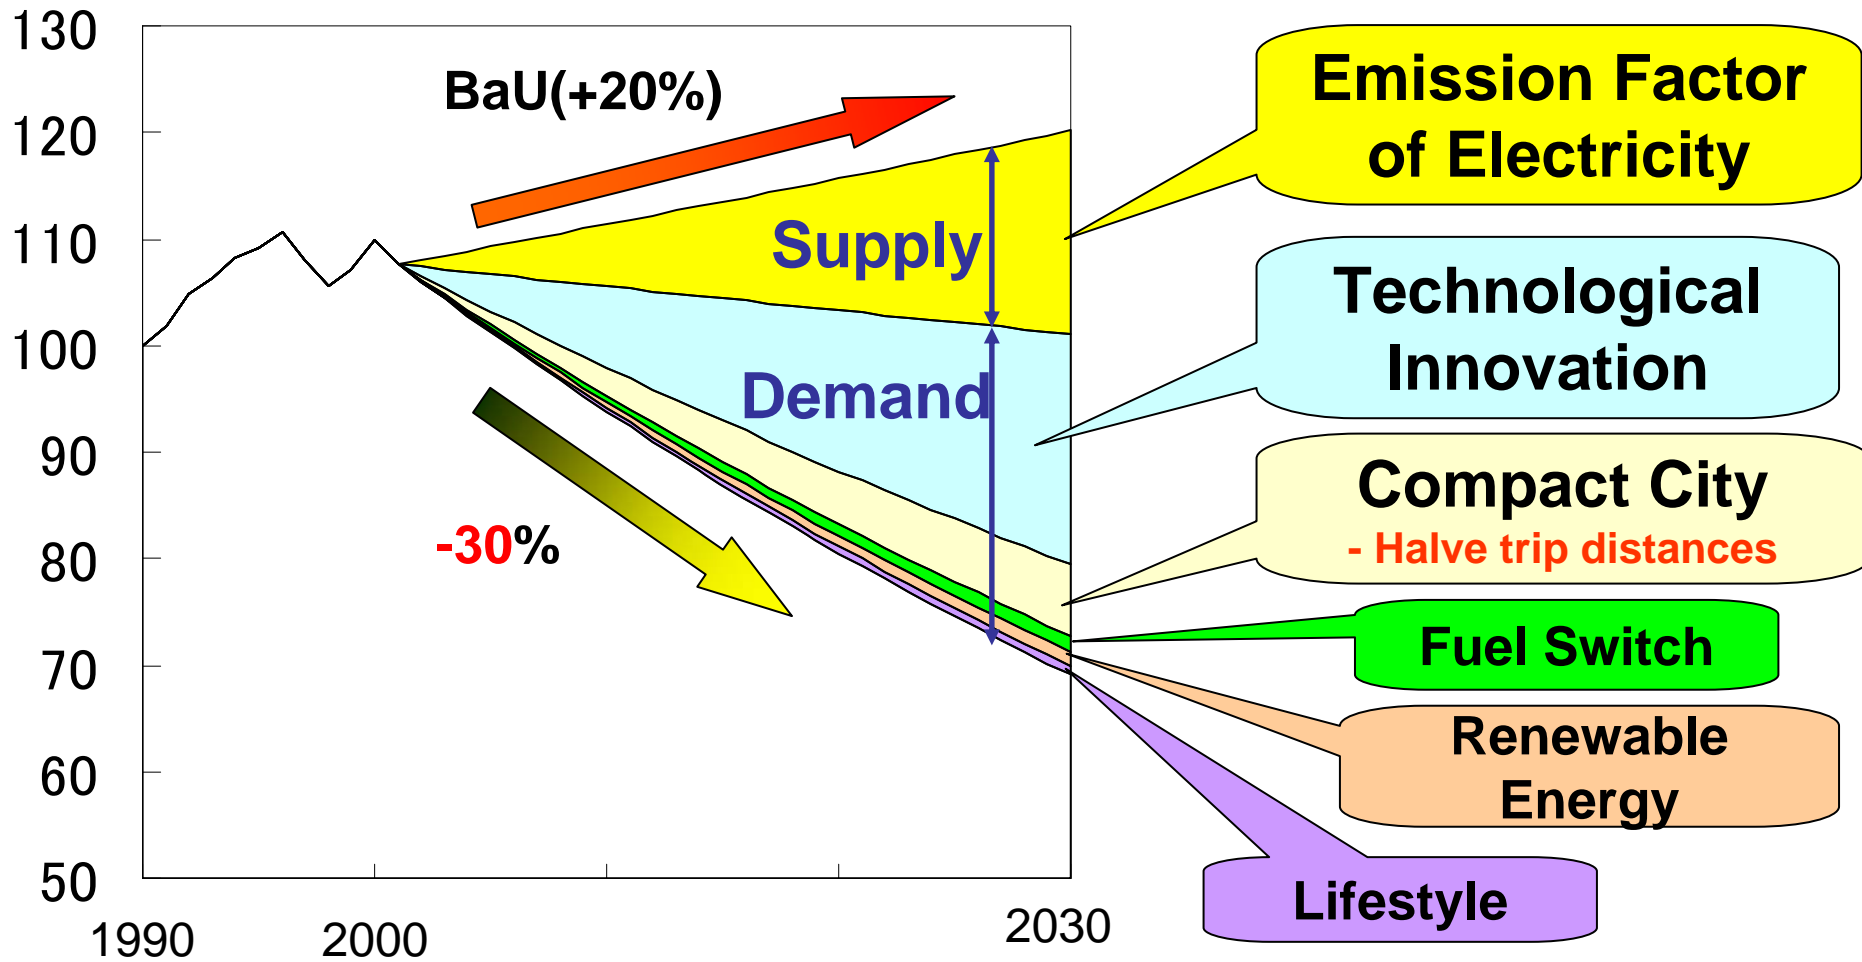 130
120
110
100
90
80
70
60
50
1990
2000
2030
BaU(+20%)
Supply
Demand
-30%
Emission Factor
of Electricity
Technological
Innovation
Compact City
- Halve trip distances
Fuel Switch
Renewable
Energy
Lifestyle